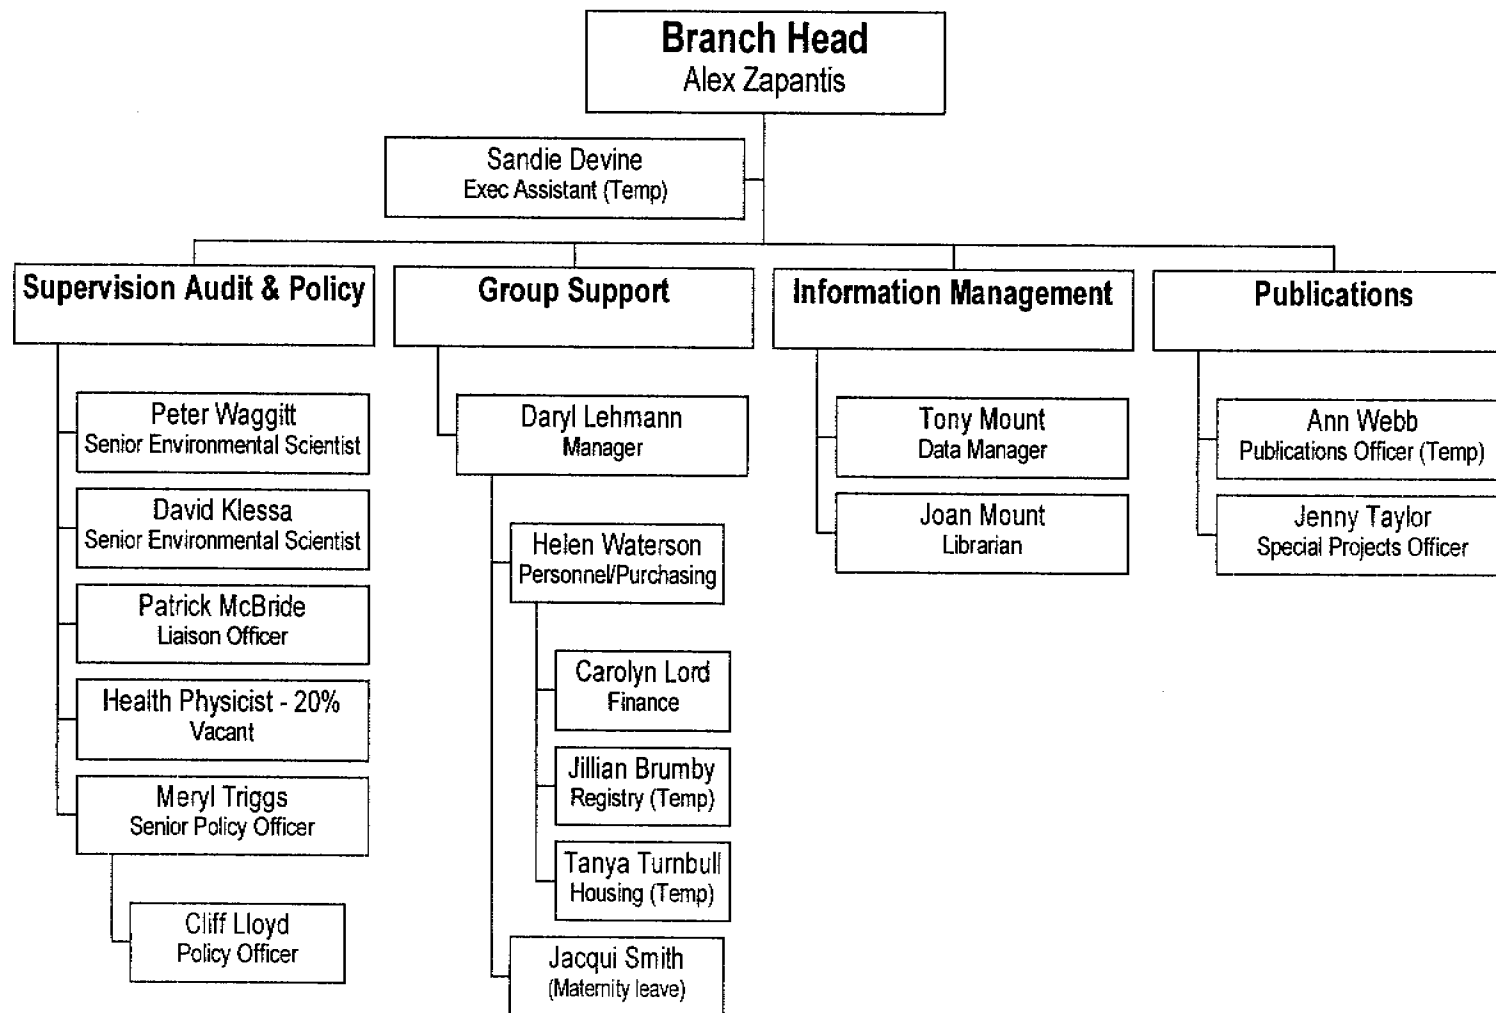 Branch Head
Alex Zapantis
Sandie Devine
Exec Assistant (Temp)
Supervision Audit & Policy
Peter Waggitt
Senior Environmental Scientist
David Klessa
Senior Environmental Scientist
Patrick McBride
Liaison Officer
Health Physicist - 20%
Vacant
Meryl Triggs
Senior Policy Officer
Cliff Lloyd
Policy Officer
Group Support
Daryl Lehmann
Manager
Helen Waterson
Personnel/Purchasing
Carolyn Lord
Finance
Jillian Brumby
Registry (Temp)
Tanya Turnbull
Housing (Temp)
Jacqui Smith
(Maternity leave)
Information Management
Tony Mount
Data Manager
Joan Mount
Librarian
Publications
Ann Webb
Publications Officer (Temp)
Jenny Taylor
Special Projects Officer